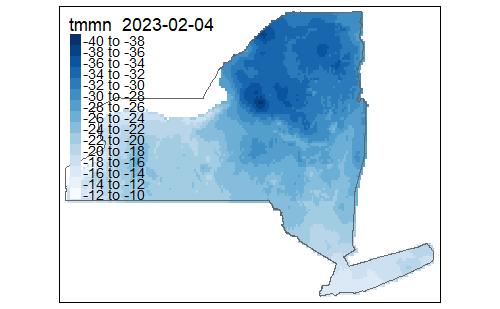 tmmn 2023-02-04
-40 to -38
-38 to -36
-36 to -34
-34 to -32
-32 to -30
-30 to -28
-28 to -26
-26 to -24
-24 to -22
-22 to -20
-20 to -18
-18 to -16
-16 to -14
-14 to -12
-12 to -10